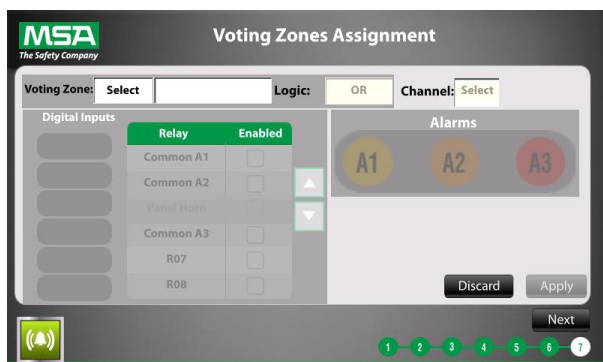 MSA
The Safety Company
Voting Zones Assignment
Voting Zone: Select Logic: OR Channel: Select
Digital Inputs
Relay Enabled
Common A1
Common A2
Panel Horn
Common A3
R07
R08
Alarms
A1 A2 A3
Discard Apply
Next
1 2 3 4 5 6 7